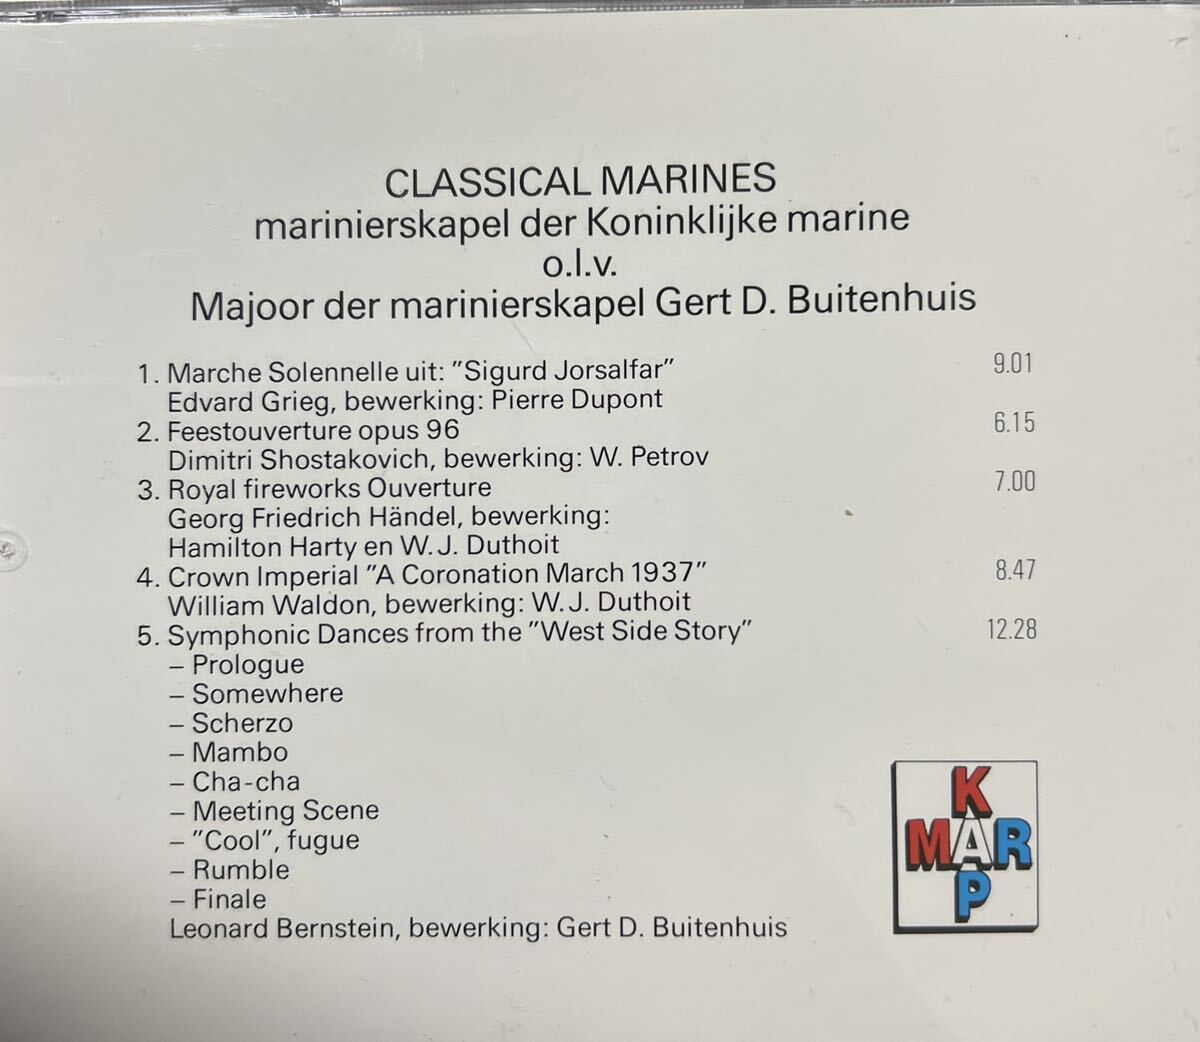 CLASSICAL MARINES
marinierskapel der Koninklijke marine
o.l.v.
Majoor der marinierskapel Gert D. Buitenhuis
1. Marche Solennelle uit: ”Sigurd Jorsalfar” 9.01
Edvard Grieg, bewerking: Pierre Dupont
2. Feestouverture opus 96 6.15
Dimitri Shostakovich, bewerking: W. Petrov
3. Royal fireworks Ouverture 7.00
Georg Friedrich Händel, bewerking:
Hamilton Harty en W.J. Duthoit
4. Crown Imperial ”A Coronation March 1937” 8.47
William Waldon, bewerking: W.J. Duthoit
5. Symphonic Dances from the ”West Side Story” 12.28
– Prologue
– Somewhere
– Scherzo
– Mambo
– Cha-cha
– Meeting Scene
– ”Cool”, fugue
– Rumble
– Finale
Leonard Bernstein, bewerking: Gert D. Buitenhuis
K
MAR
P